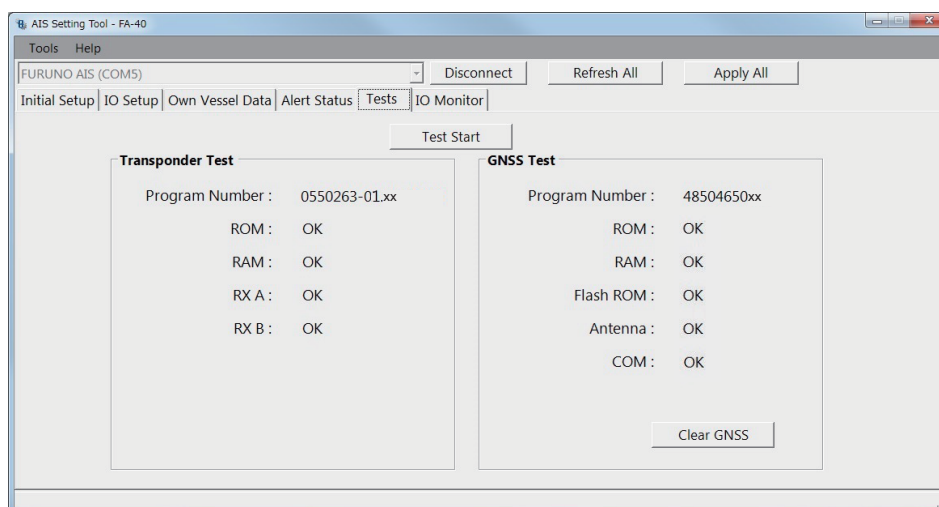 AIS Setting Tool - FA-40
Tools Help
FURUNO AIS (COM5) Disconnect Refresh All Apply All
Initial Setup IO Setup Own Vessel Data Alert Status Tests IO Monitor
Test Start
Transponder Test
Program Number : 0550263-01.xx
ROM : OK
RAM : OK
RX A : OK
RX B : OK
GNSS Test
Program Number : 48504650xx
ROM : OK
RAM : OK
Flash ROM : OK
Antenna : OK
COM : OK
Clear GNSS